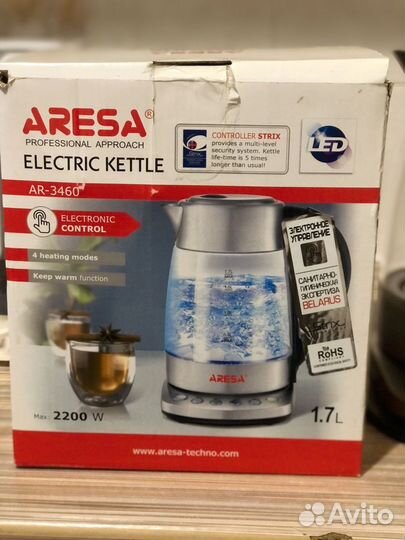 ARESA®
PROFESSIONAL APPROACH
ELECTRIC KETTLE
AR-3460
CONTROLLER STRIX
provides a multi-level
security system. Kettle
life-time is 5 times
longer than usual!
LED
ELECTRONIC
CONTROL
4 heating modes
Keep warm function
ЭЛЕКТРОННОЕ
УПРАВЛЕНИЕ
САНИТАРНО-
ГИГИЕНИЧЕСКАЯ
ЭКСПЕРТИЗА
BELARUS
Strix
RoHS
ARESA
Max: 2200 W
1.7L
www.aresa-techno.com
Avito